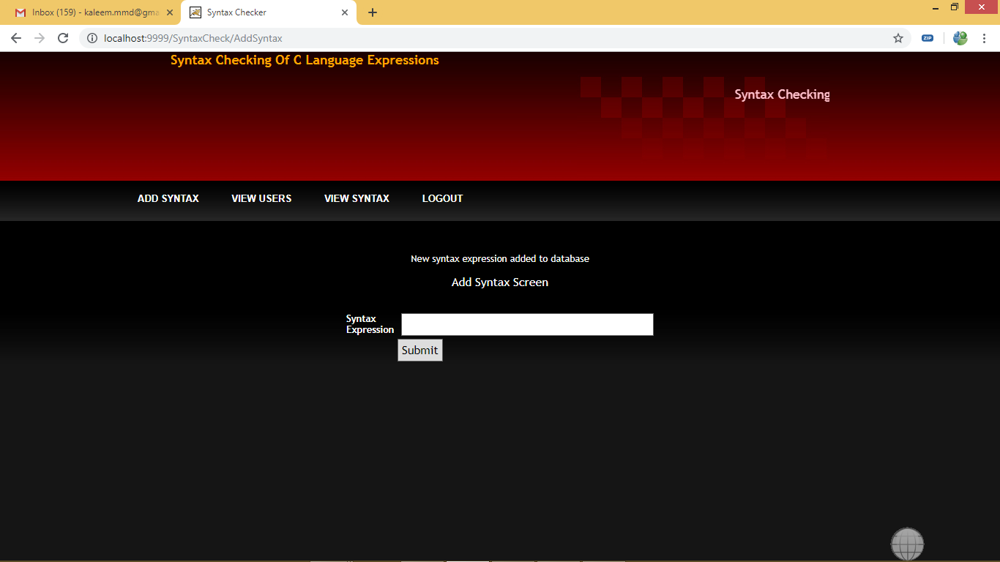 Inbox (159) - kaleem.mmd@gma
Syntax Checker
localhost:9999/SyntaxCheck/AddSyntax
ZIP
Syntax Checking Of C Language Expressions
Syntax Checking
ADD SYNTAX VIEW USERS VIEW SYNTAX LOGOUT
New syntax expression added to database
Add Syntax Screen
Syntax
Expression
Submit